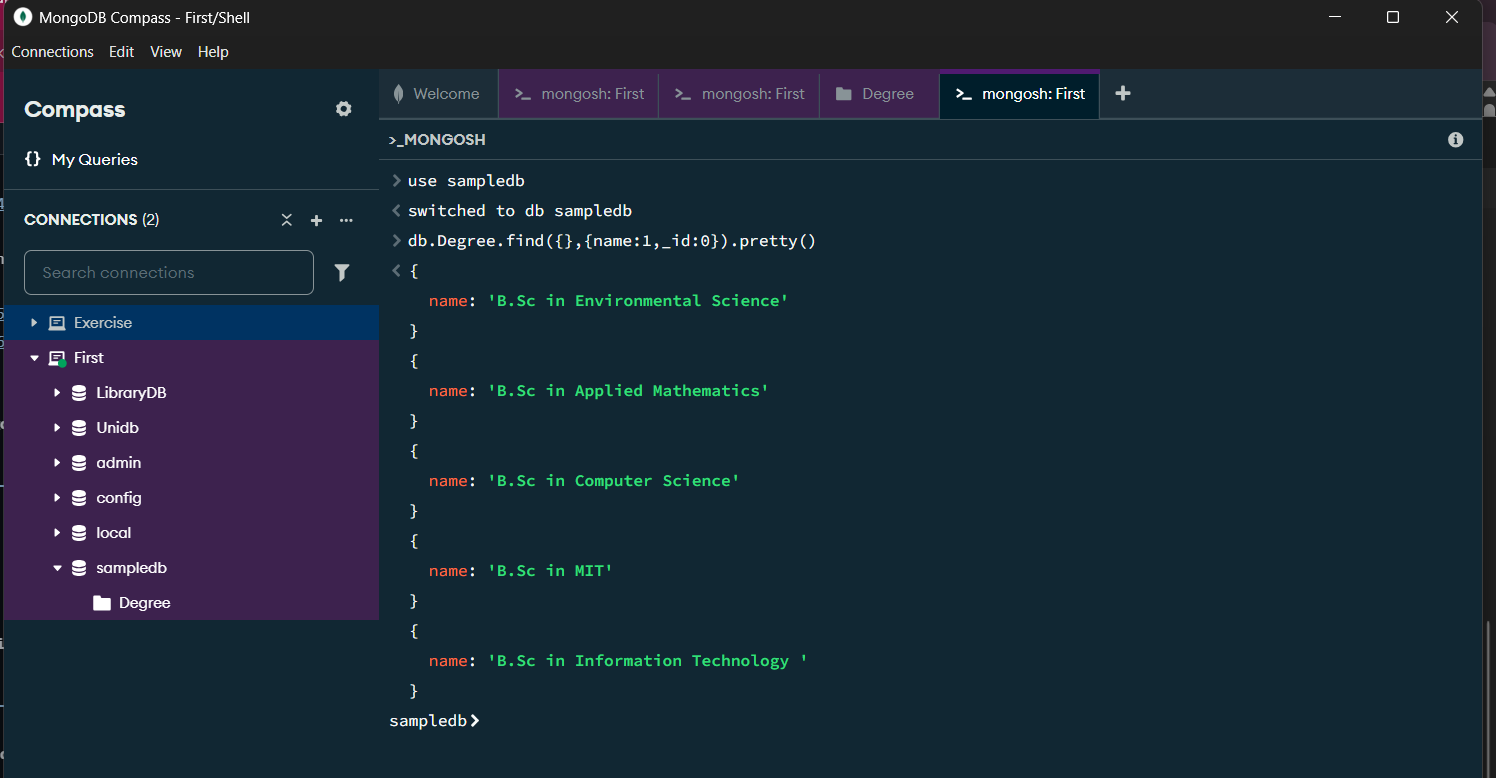 MongoDB Compass - First/Shell
Connections Edit View Help
Compass
{} My Queries
CONNECTIONS (2)
Search connections
Exercise
First
LibraryDB
Unidb
admin
config
local
sampledb
Degree
Welcome
>_ mongosh: First
>_ mongosh: First
Degree
>_ mongosh: First
>_MONGOSH
> use sampledb
< switched to db sampledb
> db.Degree.find({},{name:1,_id:0}).pretty()
< {
name: 'B.Sc in Environmental Science'
}
{
name: 'B.Sc in Applied Mathematics'
}
{
name: 'B.Sc in Computer Science'
}
{
name: 'B.Sc in MIT'
}
{
name: 'B.Sc in Information Technology '
}
sampledb>